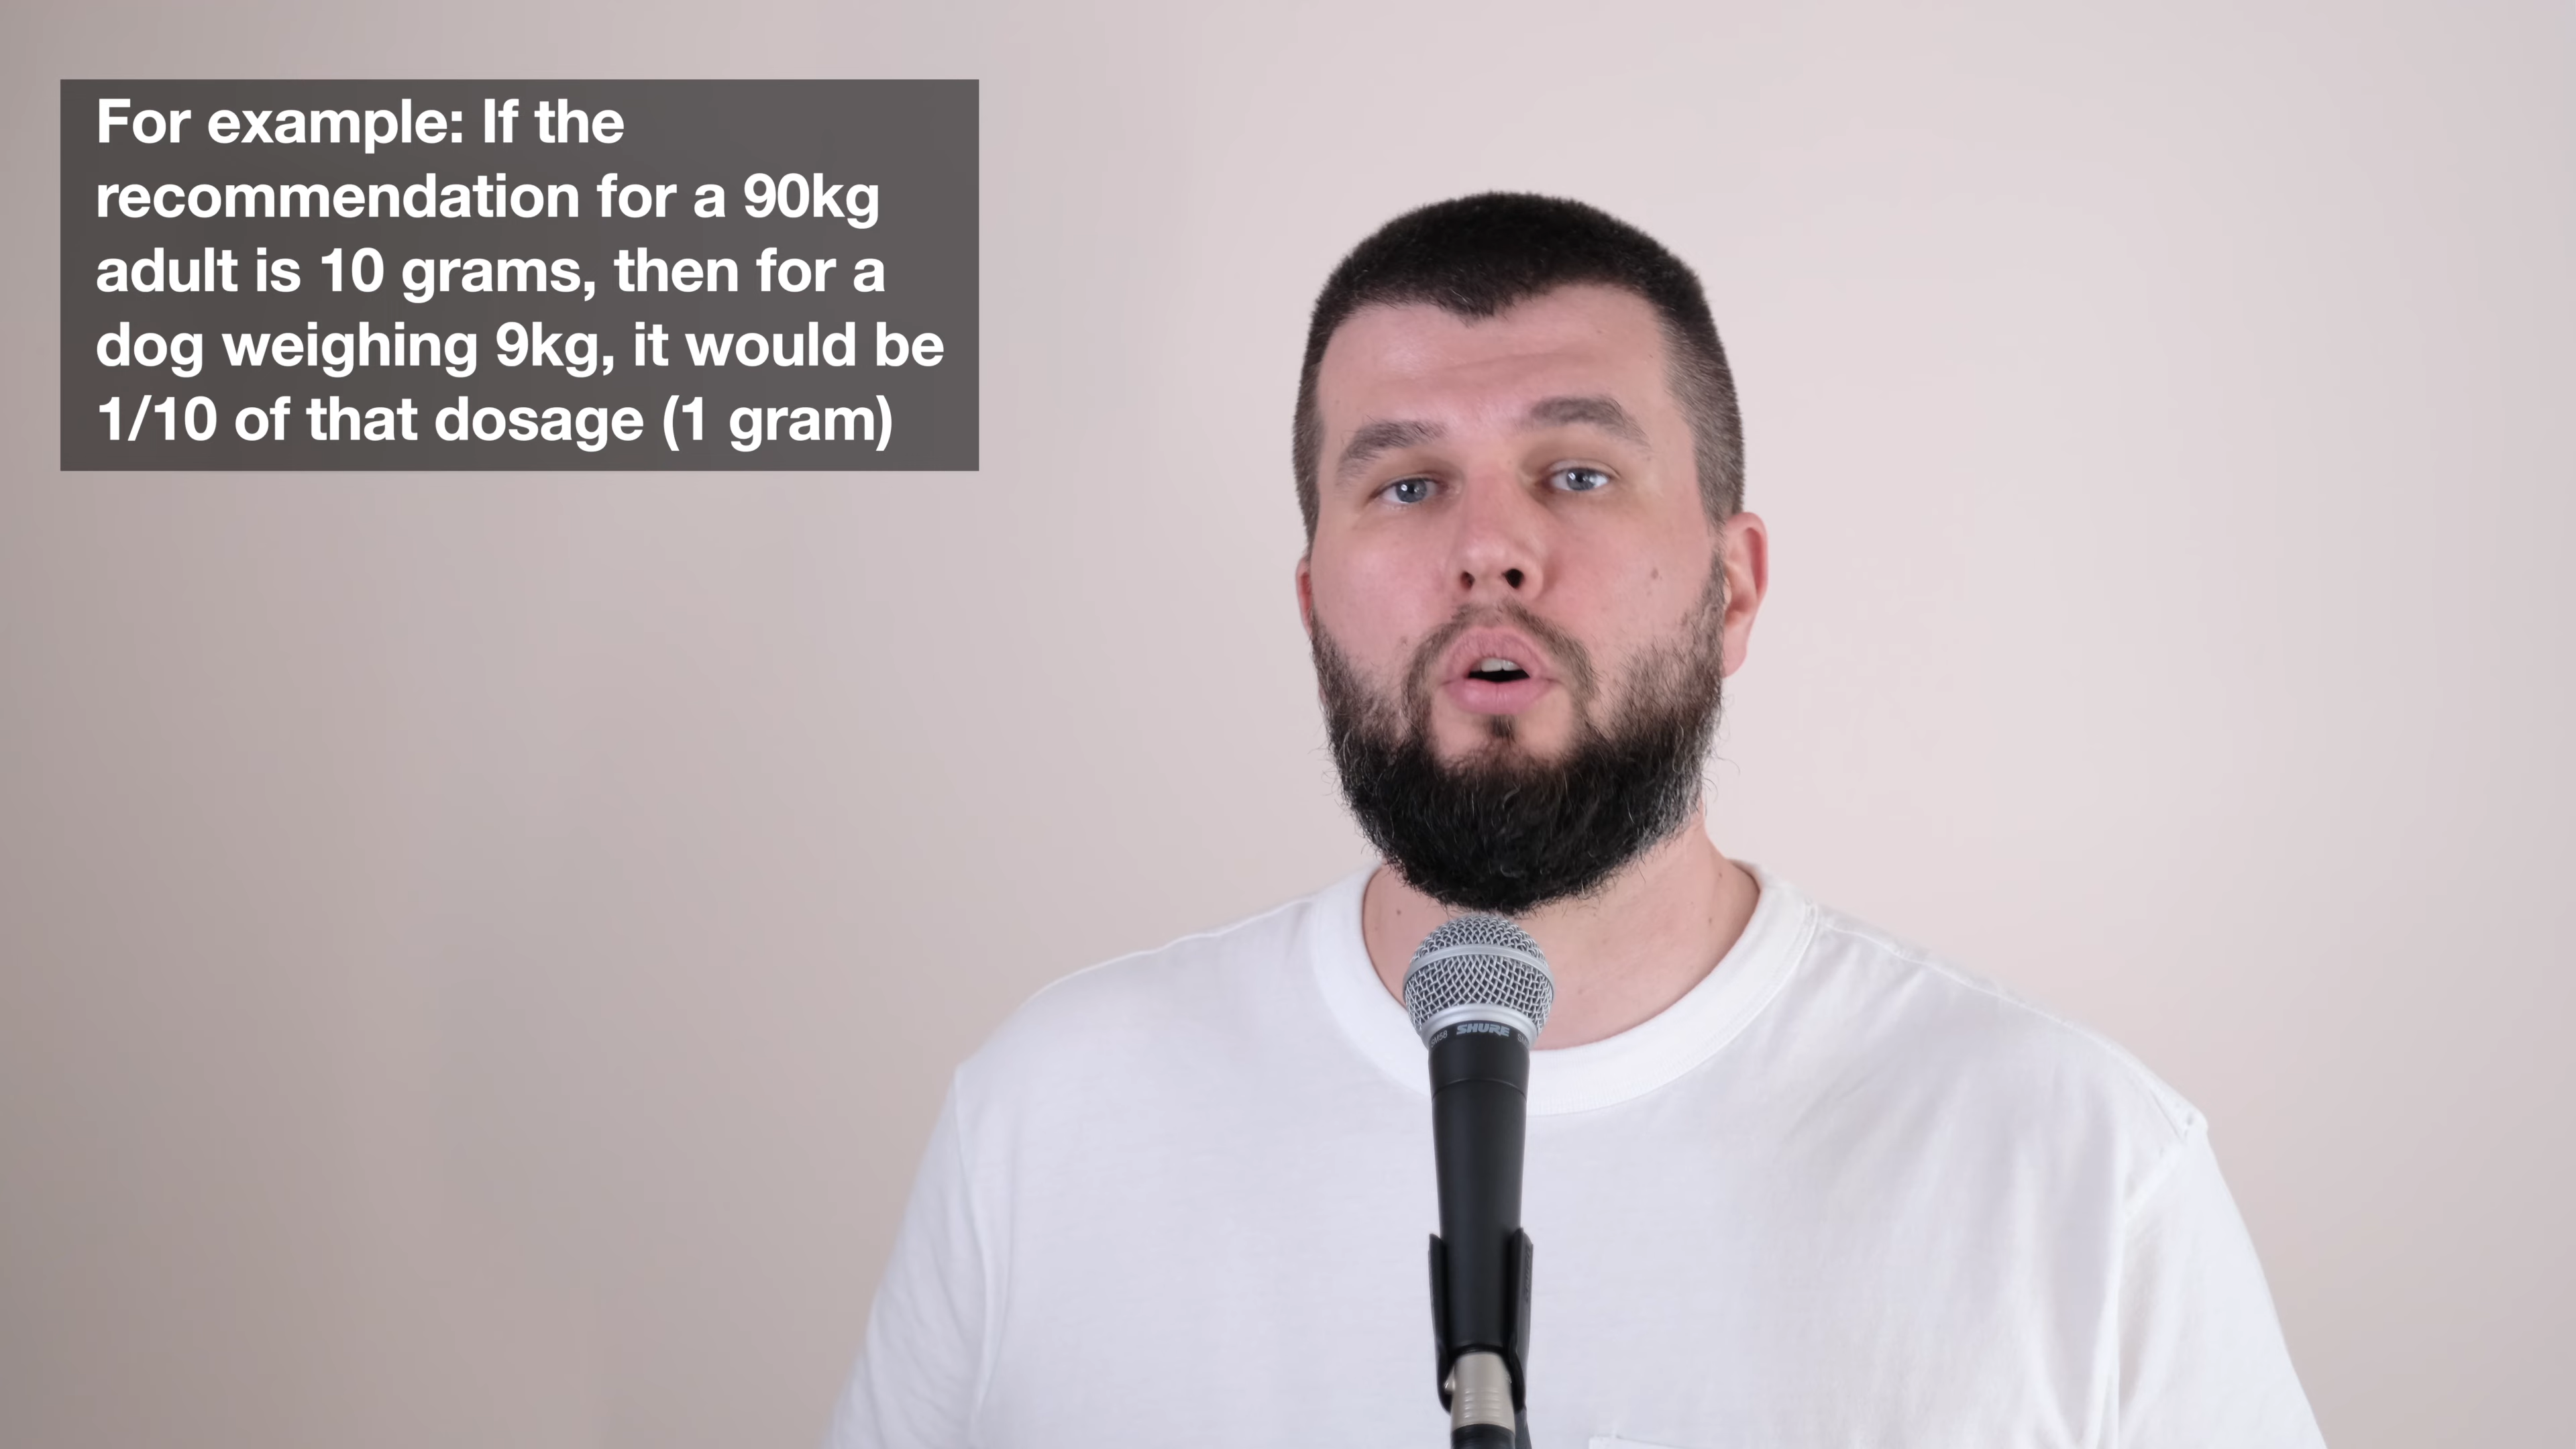 For example: If the
recommendation for a 90kg
adult is 10 grams, then for a
dog weighing 9kg, it would be
1/10 of that dosage (1 gram)
SM58 SHURE